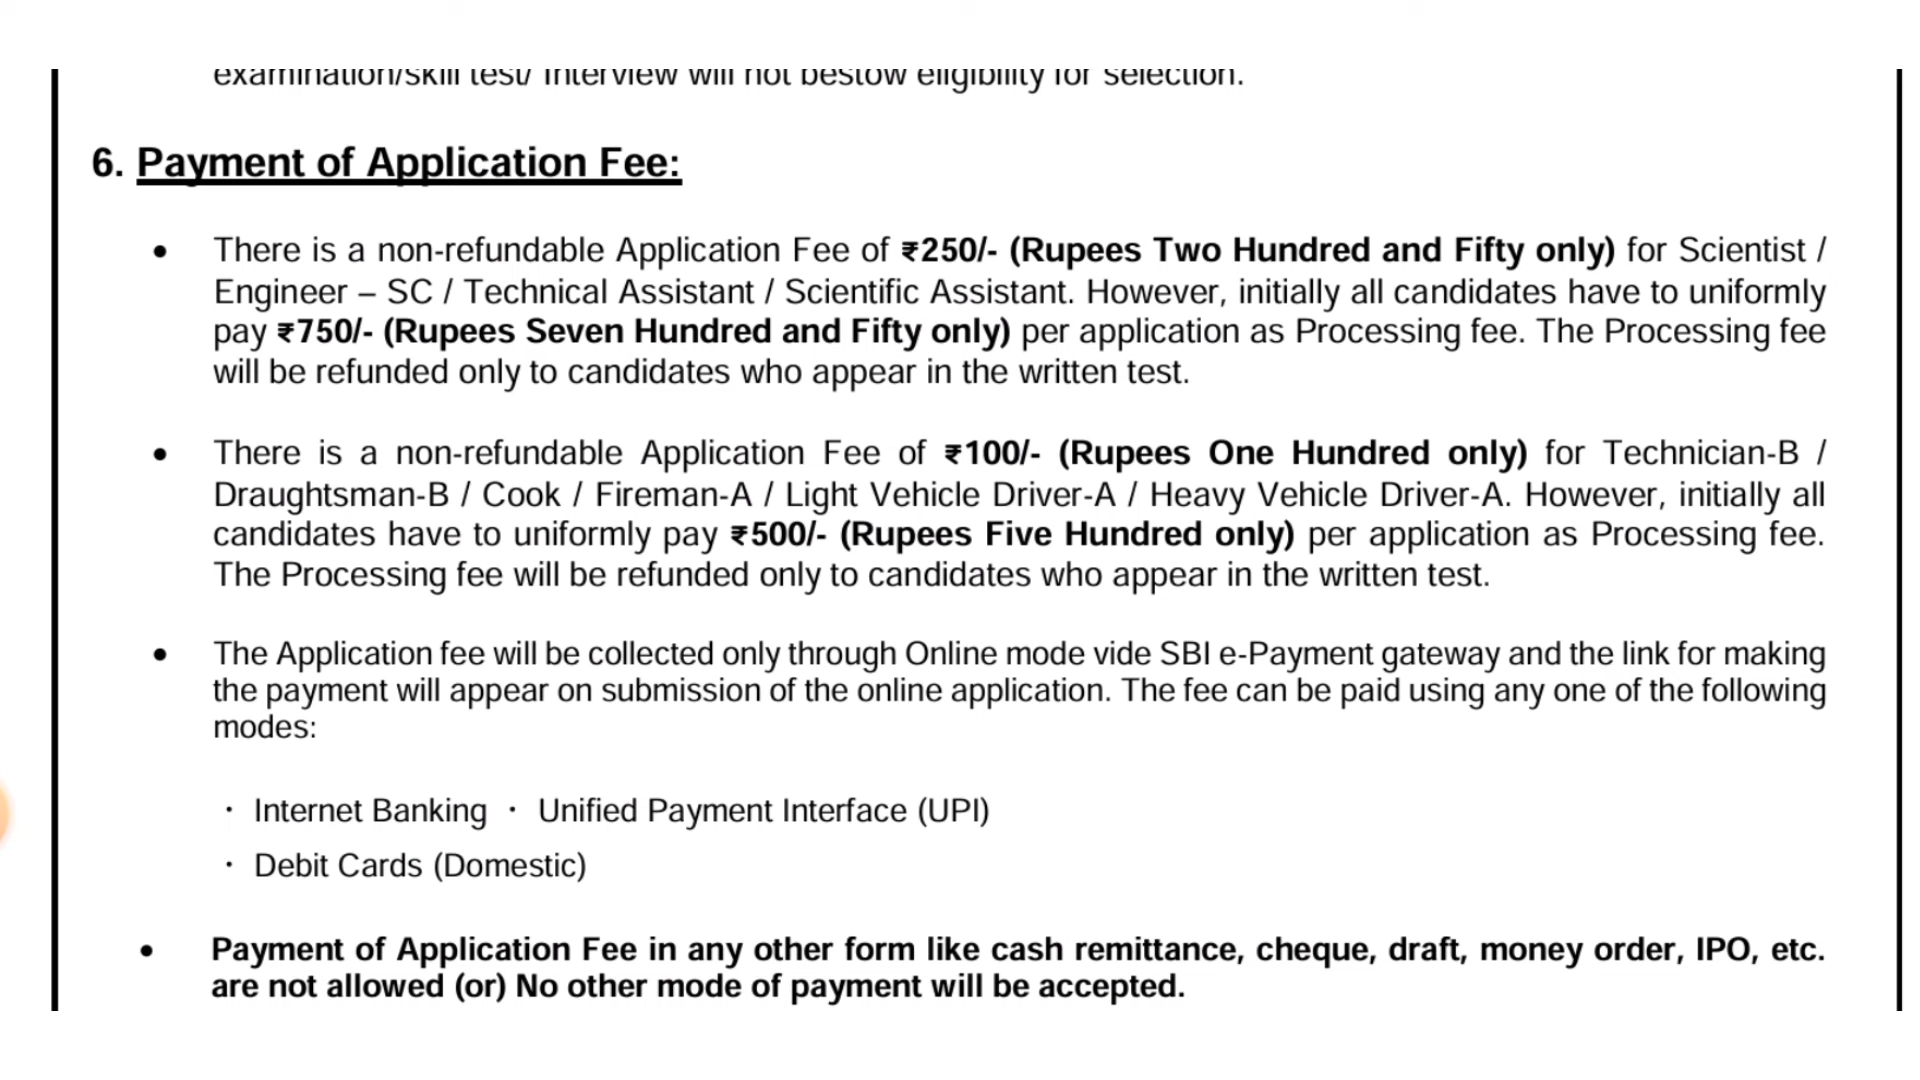 examination/skill test/ Interview will not bestow eligibility for selection.
6. Payment of Application Fee:
• There is a non-refundable Application Fee of ₹250/- (Rupees Two Hundred and Fifty only) for Scientist /
Engineer – SC / Technical Assistant / Scientific Assistant. However, initially all candidates have to uniformly
pay ₹750/- (Rupees Seven Hundred and Fifty only) per application as Processing fee. The Processing fee
will be refunded only to candidates who appear in the written test.
• There is a non-refundable Application Fee of ₹100/- (Rupees One Hundred only) for Technician-B /
Draughtsman-B / Cook / Fireman-A / Light Vehicle Driver-A / Heavy Vehicle Driver-A. However, initially all
candidates have to uniformly pay ₹500/- (Rupees Five Hundred only) per application as Processing fee.
The Processing fee will be refunded only to candidates who appear in the written test.
• The Application fee will be collected only through Online mode vide SBI e-Payment gateway and the link for making
the payment will appear on submission of the online application. The fee can be paid using any one of the following
modes:
· Internet Banking · Unified Payment Interface (UPI)
· Debit Cards (Domestic)
• Payment of Application Fee in any other form like cash remittance, cheque, draft, money order, IPO, etc.
are not allowed (or) No other mode of payment will be accepted.